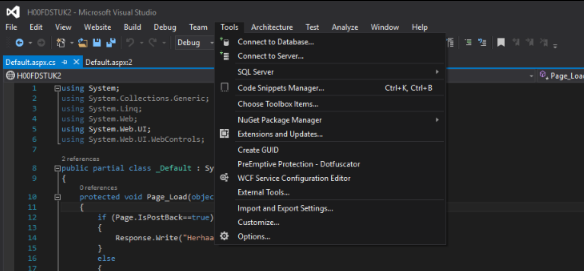 H00FDSTUK2 - Microsoft Visual Studio
File Edit View Website Build Debug Team Tools Architecture Test Analyze Window Help
Debug
Default.aspx.cs Default.aspx:2
H00FDSTUK2 Page_Load
Connect to Database...
Connect to Server...
SQL Server
Code Snippets Manager... Ctrl+K, Ctrl+B
Choose Toolbox Items...
NuGet Package Manager
Extensions and Updates...
Create GUID
PreEmptive Protection - Dotfuscator
WCF Service Configuration Editor
External Tools...
Import and Export Settings...
Customize...
Options...
1 using System;
2 using System.Collections.Generic;
3 using System.Linq;
4 using System.Web;
5 using System.Web.UI;
6 using System.Web.UI.WebControls;
7
2 references
8 public partial class _Default : Sy
9 {
0 references
10 protected void Page_Load(objec
11 {
12 if (Page.IsPostBack==true)
13 {
14 Response.Write("Herhaa
15 }
16 else
17 {